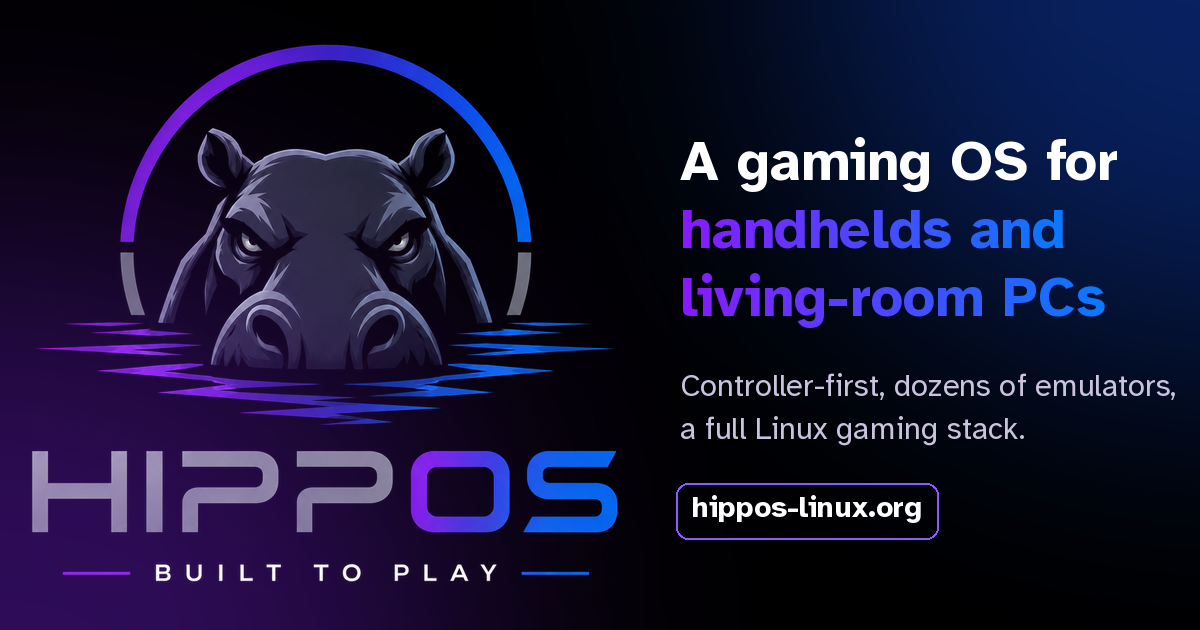 HIPPOS
BUILT TO PLAY
A gaming OS for
handhelds and
living-room PCs
Controller-first, dozens of emulators,
a full Linux gaming stack.
hippos-linux.org